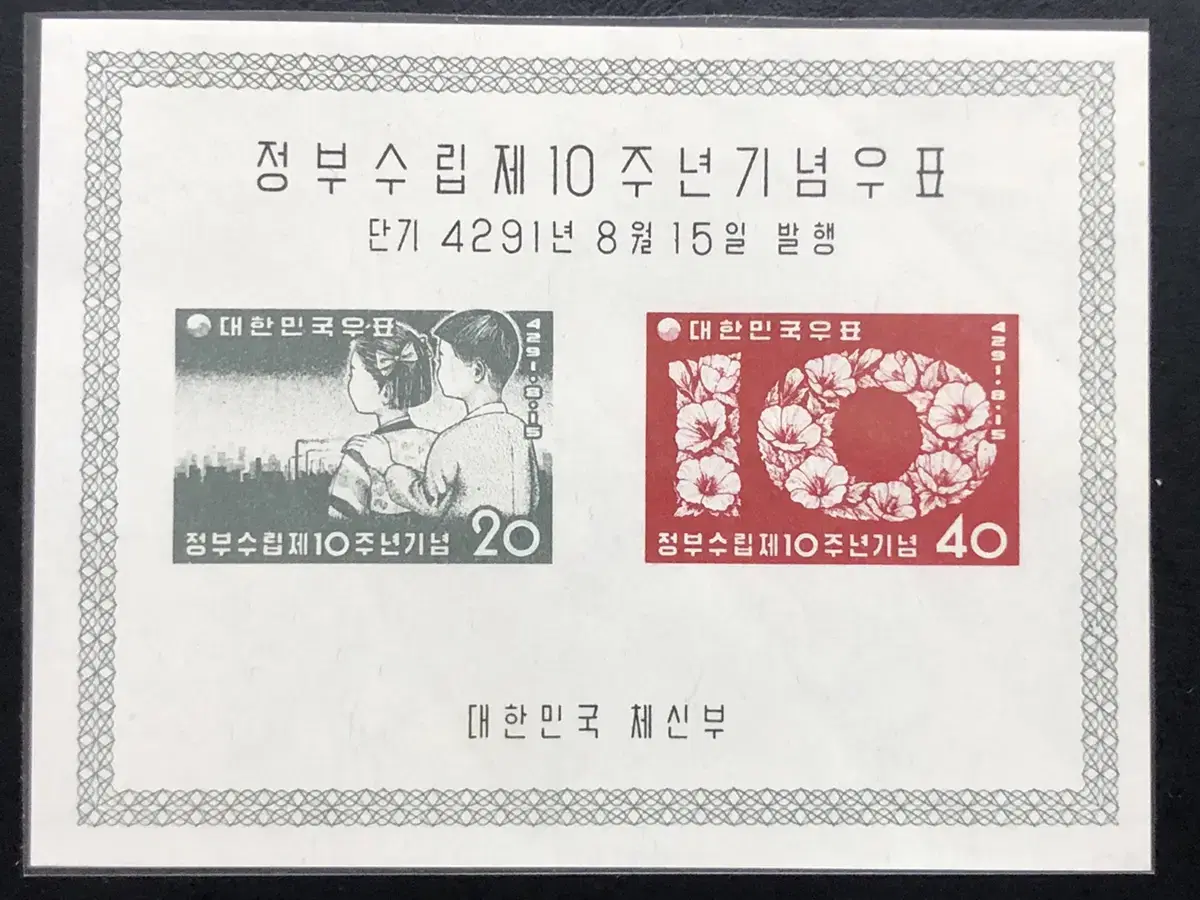 정부수립제10주년기념우표
단기 4291년 8월 15일 발행
대한민국우표
4291.8.15
정부수립제10주년기념 20
대한민국우표
4291.8.15
정부수립제10주년기념 40
10
대한민국 체신부